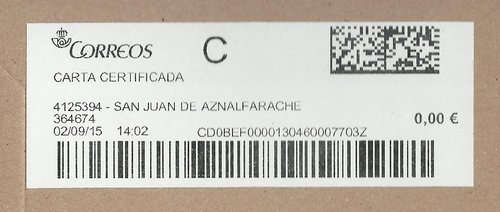 CORREOS
C
CARTA CERTIFICADA
4125394 - SAN JUAN DE AZNALFARACHE
364674
0,00 €
02/09/15 14:02 CD0BEF0000130460007703Z